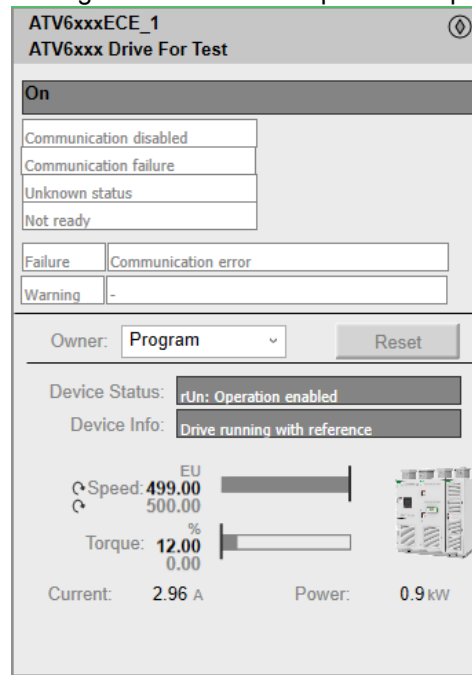 ATV6xxxECE_1
ATV6xxx Drive For Test
On
Communication disabled
Communication failure
Unknown status
Not ready
Failure Communication error
Warning -
Owner: Program Reset
Device Status: rUn: Operation enabled
Device Info: Drive running with reference
EU
Speed: 499.00
500.00
%
Torque: 12.00
0.00
Current: 2.96 A Power: 0.9 kW